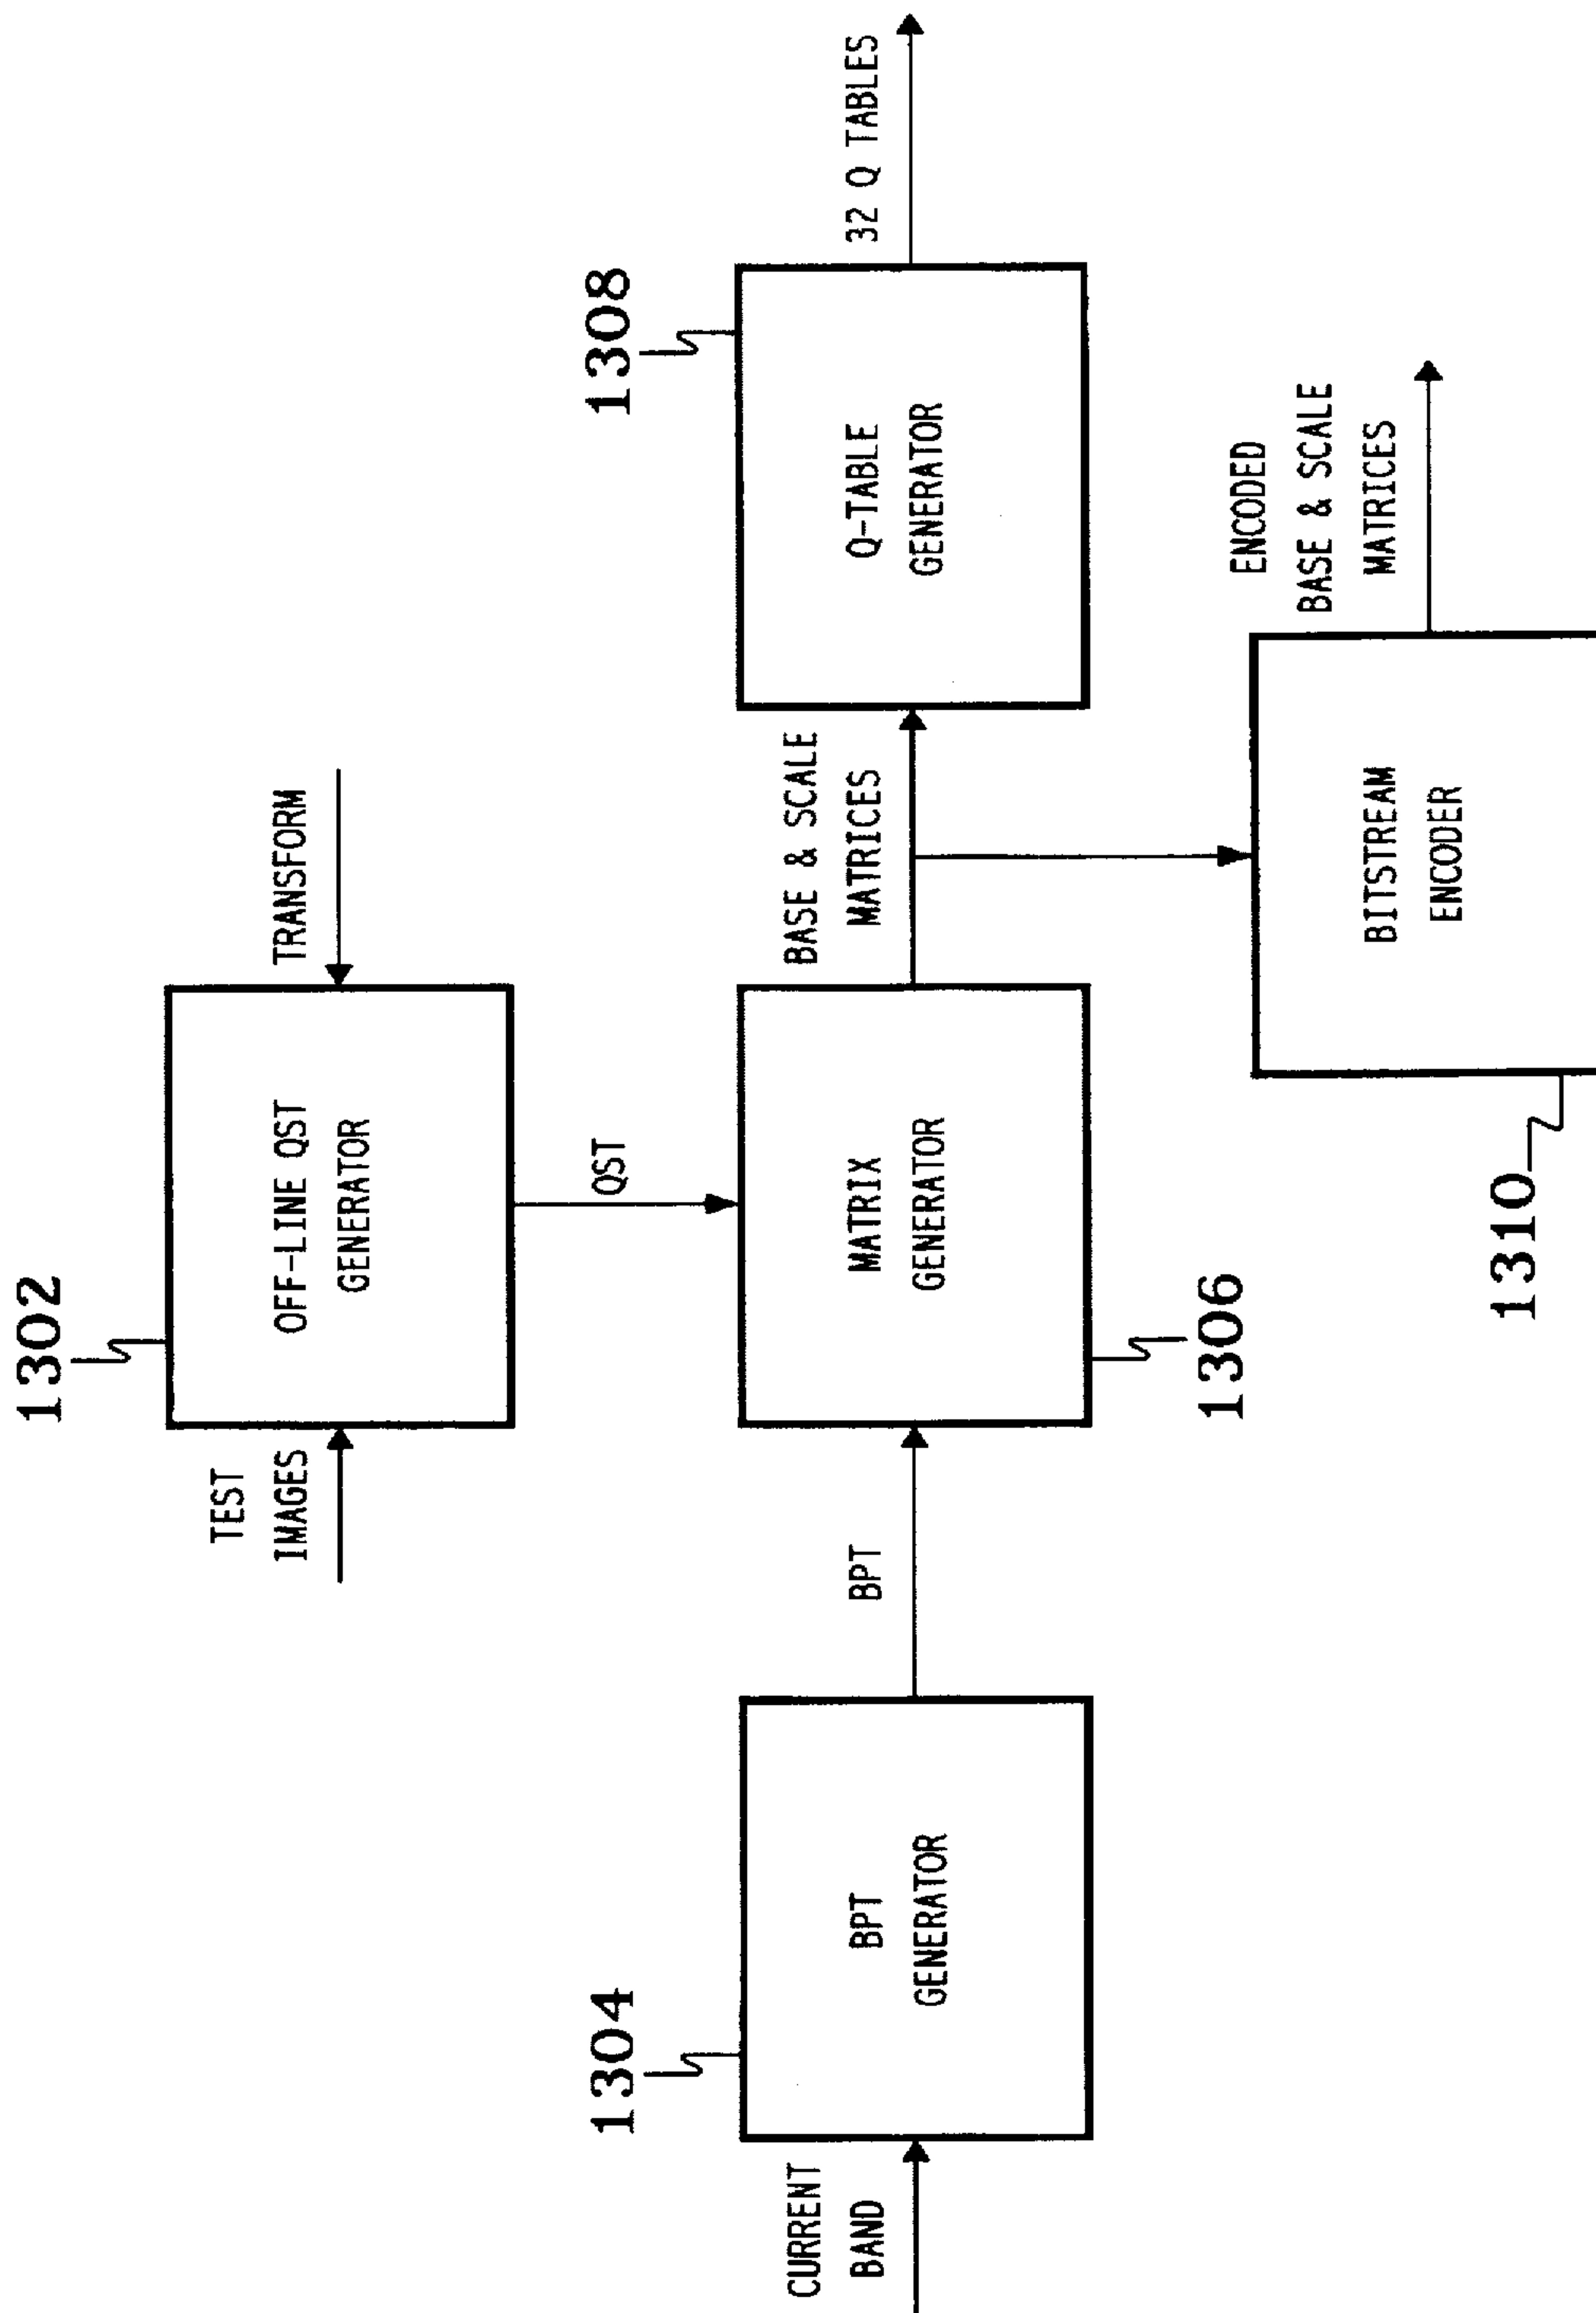 1302
TEST
IMAGES
OFF-LINE QST
GENERATOR
TRANSFORM
QST
1304
CURRENT
BAND
BPT
GENERATOR
BPT
MATRIX
GENERATOR
1306
BASE & SCALE
MATRICES
1308
Q-TABLE
GENERATOR
32 Q TABLES
1310
BITSTREAM
ENCODER
ENCODED
BASE & SCALE
MATRICES